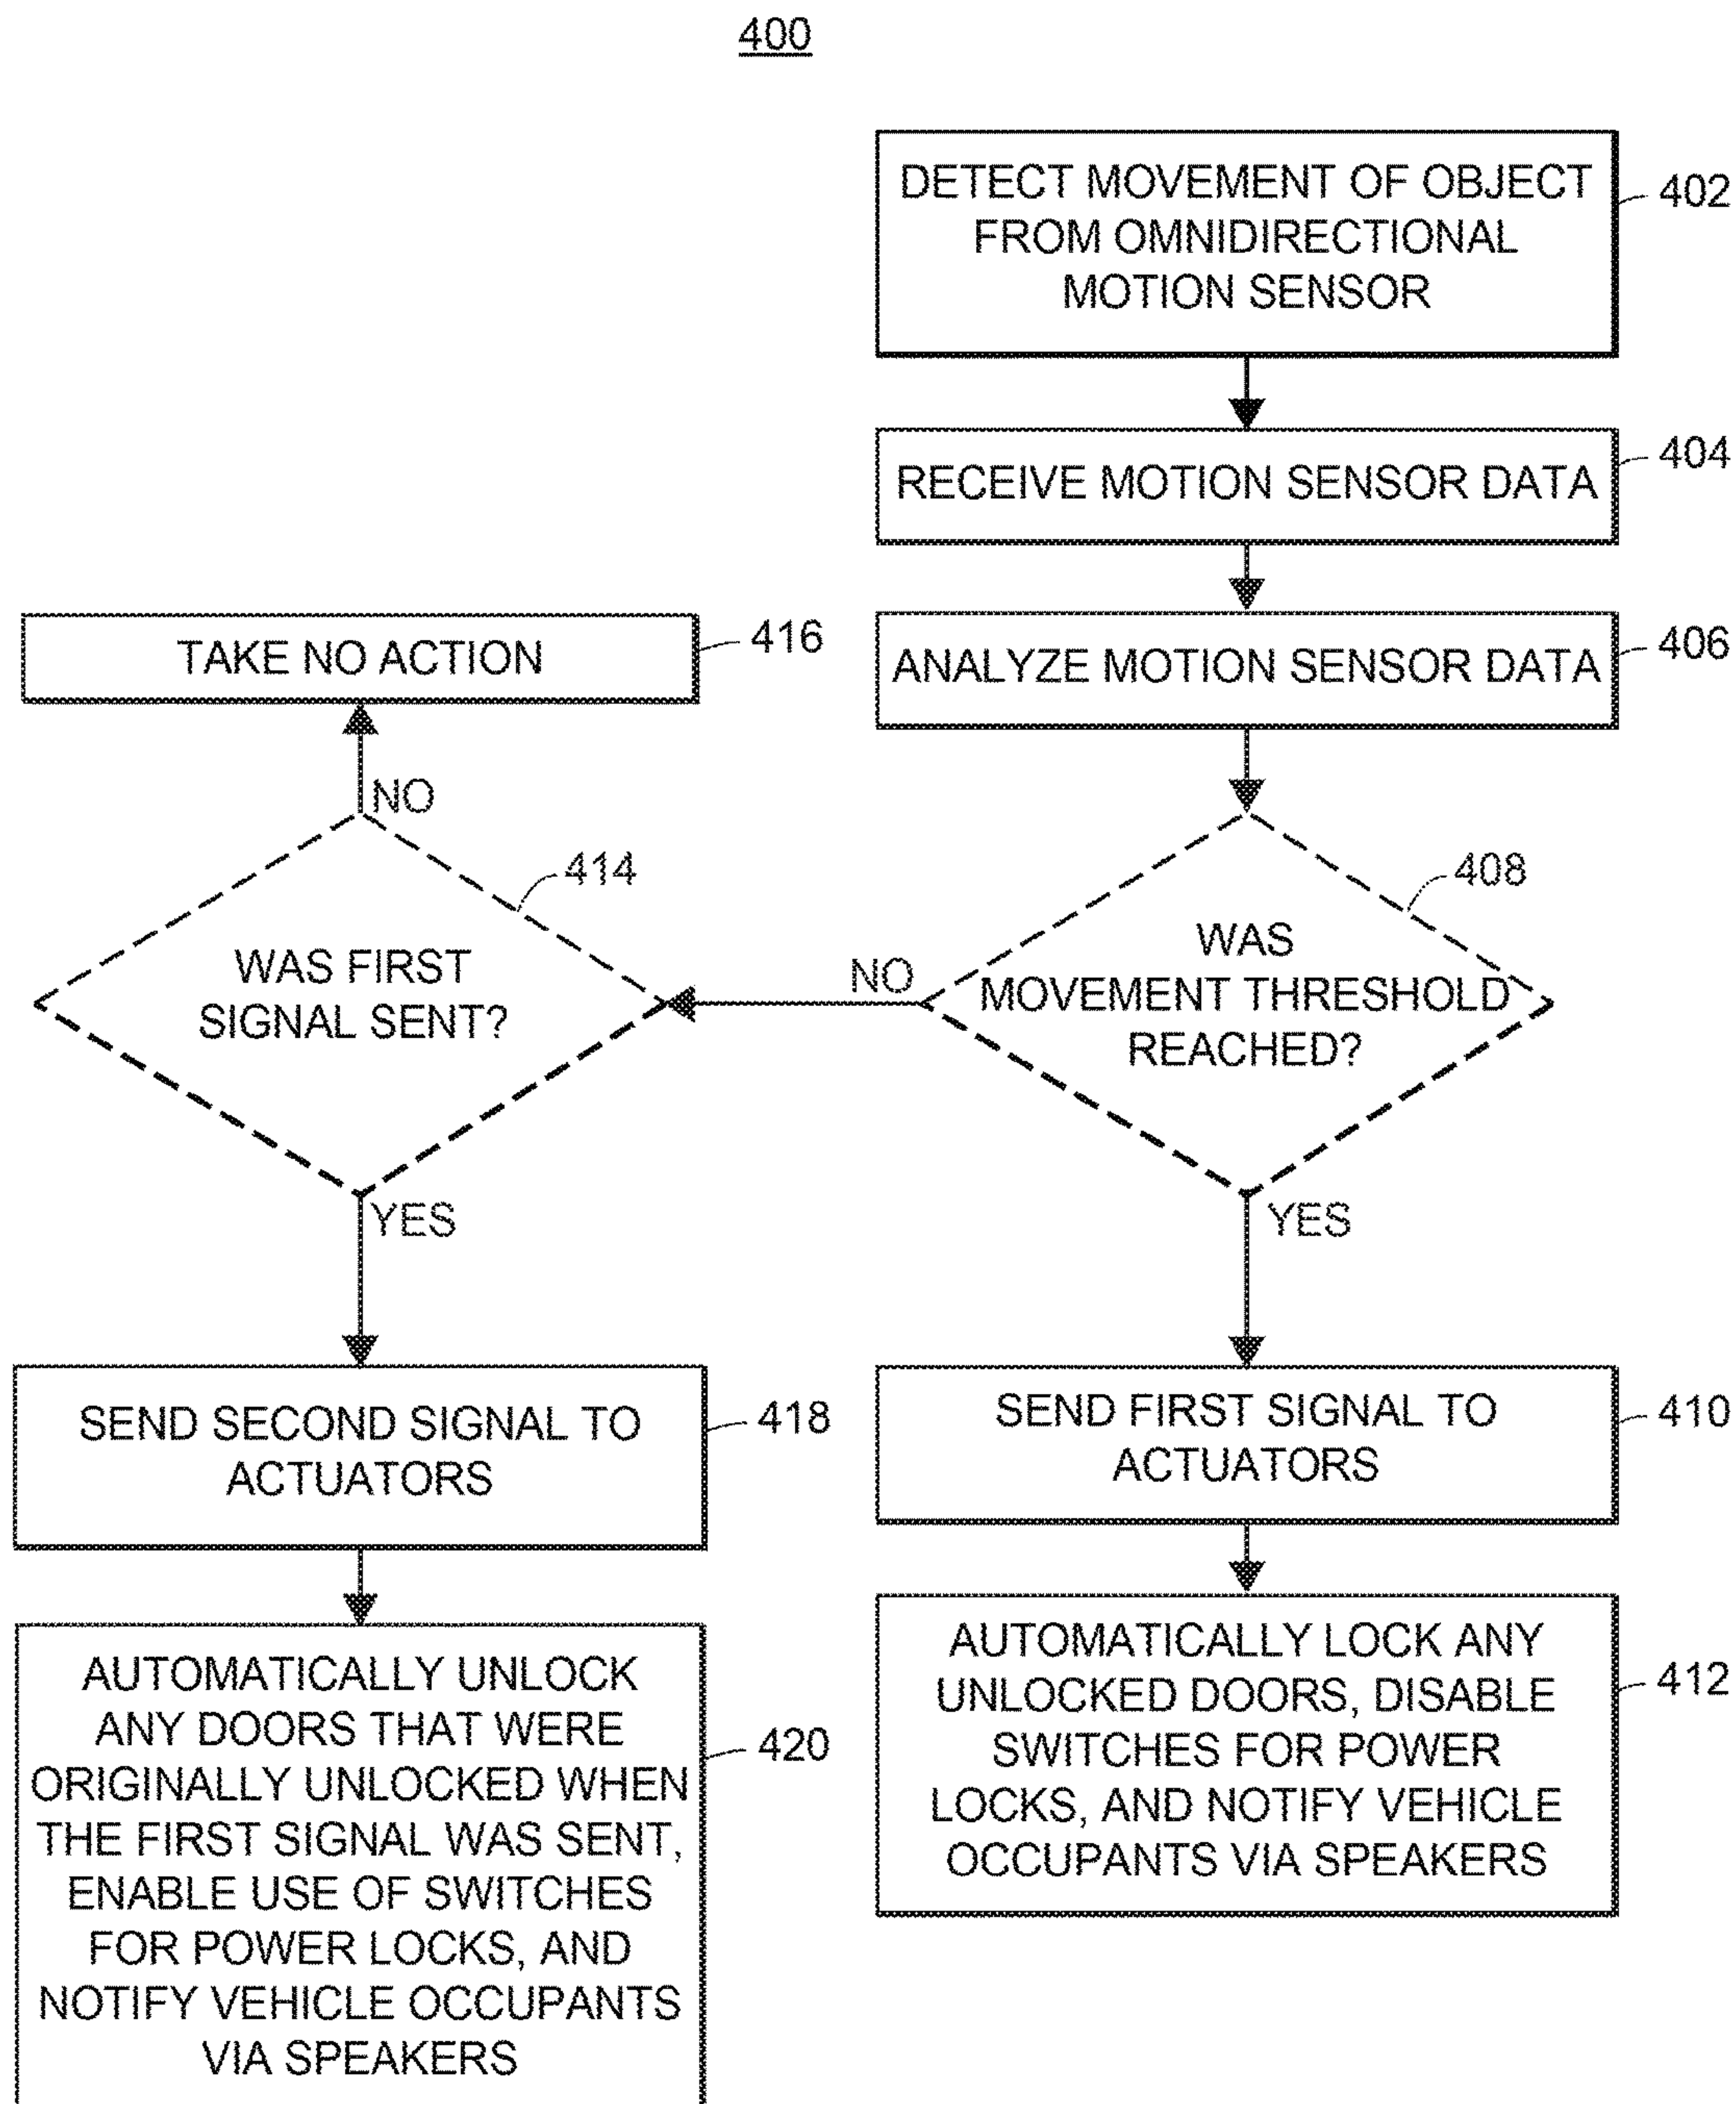 400
DETECT MOVEMENT OF OBJECT
FROM OMNIDIRECTIONAL
MOTION SENSOR
402
RECEIVE MOTION SENSOR DATA
404
ANALYZE MOTION SENSOR DATA
406
WAS
MOVEMENT THRESHOLD
REACHED?
408
NO
YES
SEND FIRST SIGNAL TO
ACTUATORS
410
AUTOMATICALLY LOCK ANY
UNLOCKED DOORS, DISABLE
SWITCHES FOR POWER
LOCKS, AND NOTIFY VEHICLE
OCCUPANTS VIA SPEAKERS
412
WAS FIRST
SIGNAL SENT?
414
NO
TAKE NO ACTION
416
YES
SEND SECOND SIGNAL TO
ACTUATORS
418
AUTOMATICALLY UNLOCK
ANY DOORS THAT WERE
ORIGINALLY UNLOCKED WHEN
THE FIRST SIGNAL WAS SENT,
ENABLE USE OF SWITCHES
FOR POWER LOCKS, AND
NOTIFY VEHICLE OCCUPANTS
VIA SPEAKERS
420